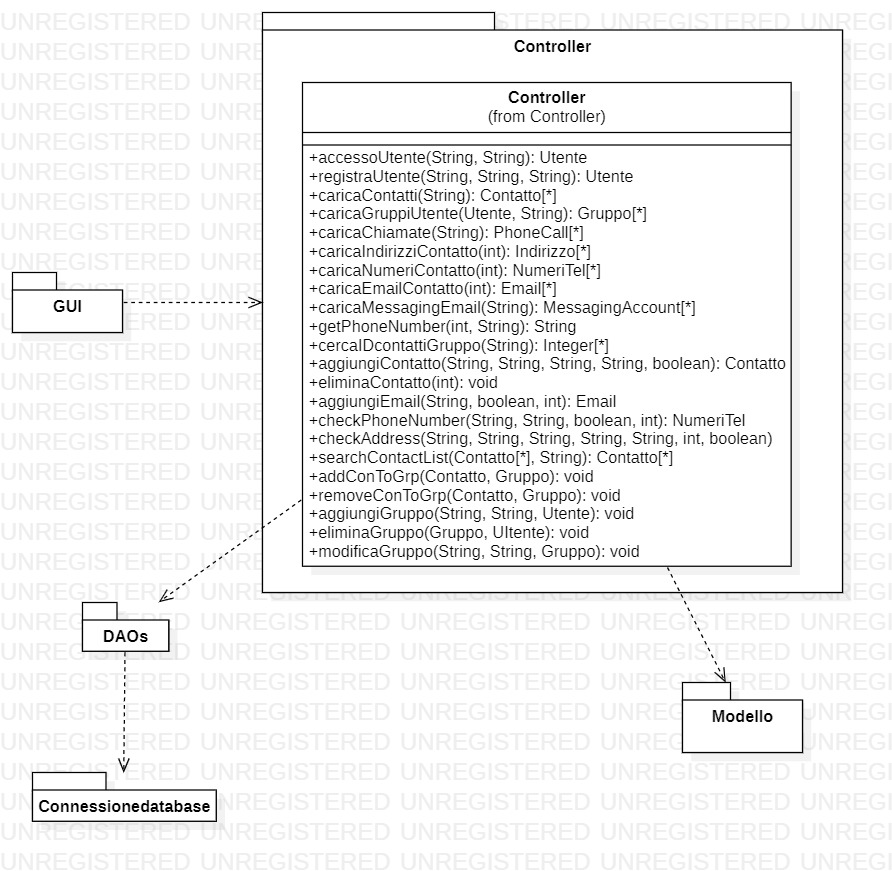 Controller
Controller
(from Controller)
+accessoUtente(String, String): Utente
+registraUtente(String, String, String): Utente
+caricaContatti(String): Contatto[*]
+caricaGruppiUtente(Utente, String): Gruppo[*]
+caricaChiamate(String): PhoneCall[*]
+caricaIndirizziContatto(int): Indirizzo[*]
+caricaNumeriContatto(int): NumeriTel[*]
+caricaEmailContatto(int): Email[*]
+caricaMessagingEmail(String): MessagingAccount[*]
+getPhoneNumber(int, String): String
+cercaIDcontattiGruppo(String): Integer[*]
+aggiungiContatto(String, String, String, String, boolean): Contatto
+eliminaContatto(int): void
+aggiungiEmail(String, boolean, int): Email
+checkPhoneNumber(String, String, boolean, int): NumeriTel
+checkAddress(String, String, String, String, String, int, boolean)
+searchContactList(Contatto[*], String): Contatto[*]
+addConToGrp(Contatto, Gruppo): void
+removeConToGrp(Contatto, Gruppo): void
+aggiungiGruppo(String, String, Utente): void
+eliminaGruppo(Gruppo, UItente): void
+modificaGruppo(String, String, Gruppo): void
GUI
DAOs
Modello
Connessionedatabase